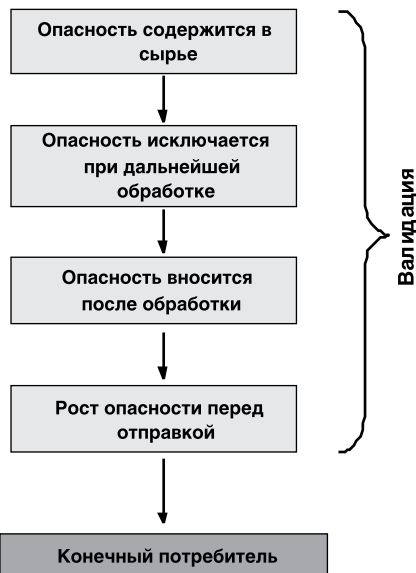 Опасность содержится в
сырье
Опасность исключается
при дальнейшей
обработке
Опасность вносится
после обработки
Рост опасности перед
отправкой
Конечный потребитель
Валидация